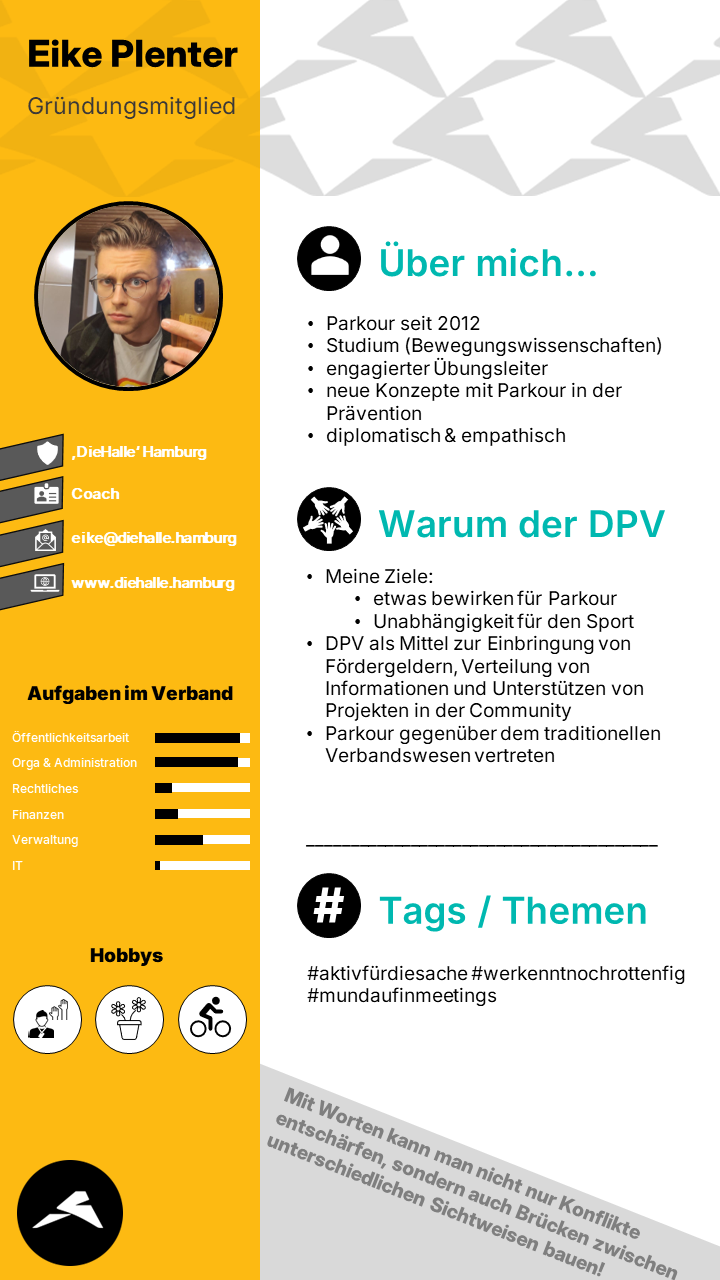 Eike Plenter
Gründungsmitglied
‚DieHalle‘ Hamburg
Coach
eike@diehalle.hamburg
www.diehalle.hamburg
Aufgaben im Verband
Öffentlichkeitsarbeit
Orga & Administration
Rechtliches
Finanzen
Verwaltung
IT
Hobbys
Über mich...
• Parkour seit 2012
• Studium (Bewegungswissenschaften)
• engagierter Übungsleiter
• neue Konzepte mit Parkour in der
Prävention
• diplomatisch & empathisch
Warum der DPV
• Meine Ziele:
• etwas bewirken für Parkour
• Unabhängigkeit für den Sport
• DPV als Mittel zur Einbringung von
Fördergeldern, Verteilung von
Informationen und Unterstützen von
Projekten in der Community
• Parkour gegenüber dem traditionellen
Verbandswesen vertreten
# Tags / Themen
#aktivfürdiesache #werkenntnochrottenfig
#mundaufinmeetings
Mit Worten kann man nicht nur Konflikte
entschärfen, sondern auch Brücken zwischen
unterschiedlichen Sichtweisen bauen!